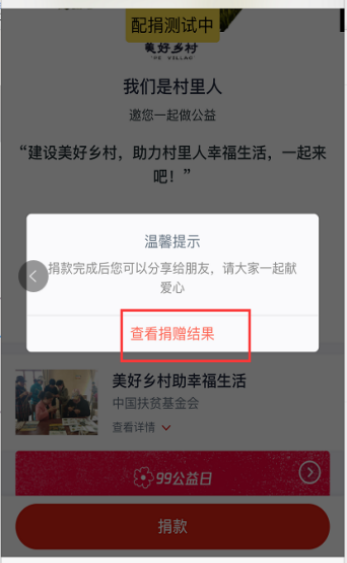 配捐测试中
美好乡村
我们是村里人
邀您一起做公益
“建设美好乡村，助力村里人幸福生活，一起来
吧！”
温馨提示
捐款完成后您可以分享给朋友，请大家一起献
爱心
查看捐赠结果
美好乡村助幸福生活
中国扶贫基金会
查看详情
99公益日
捐款